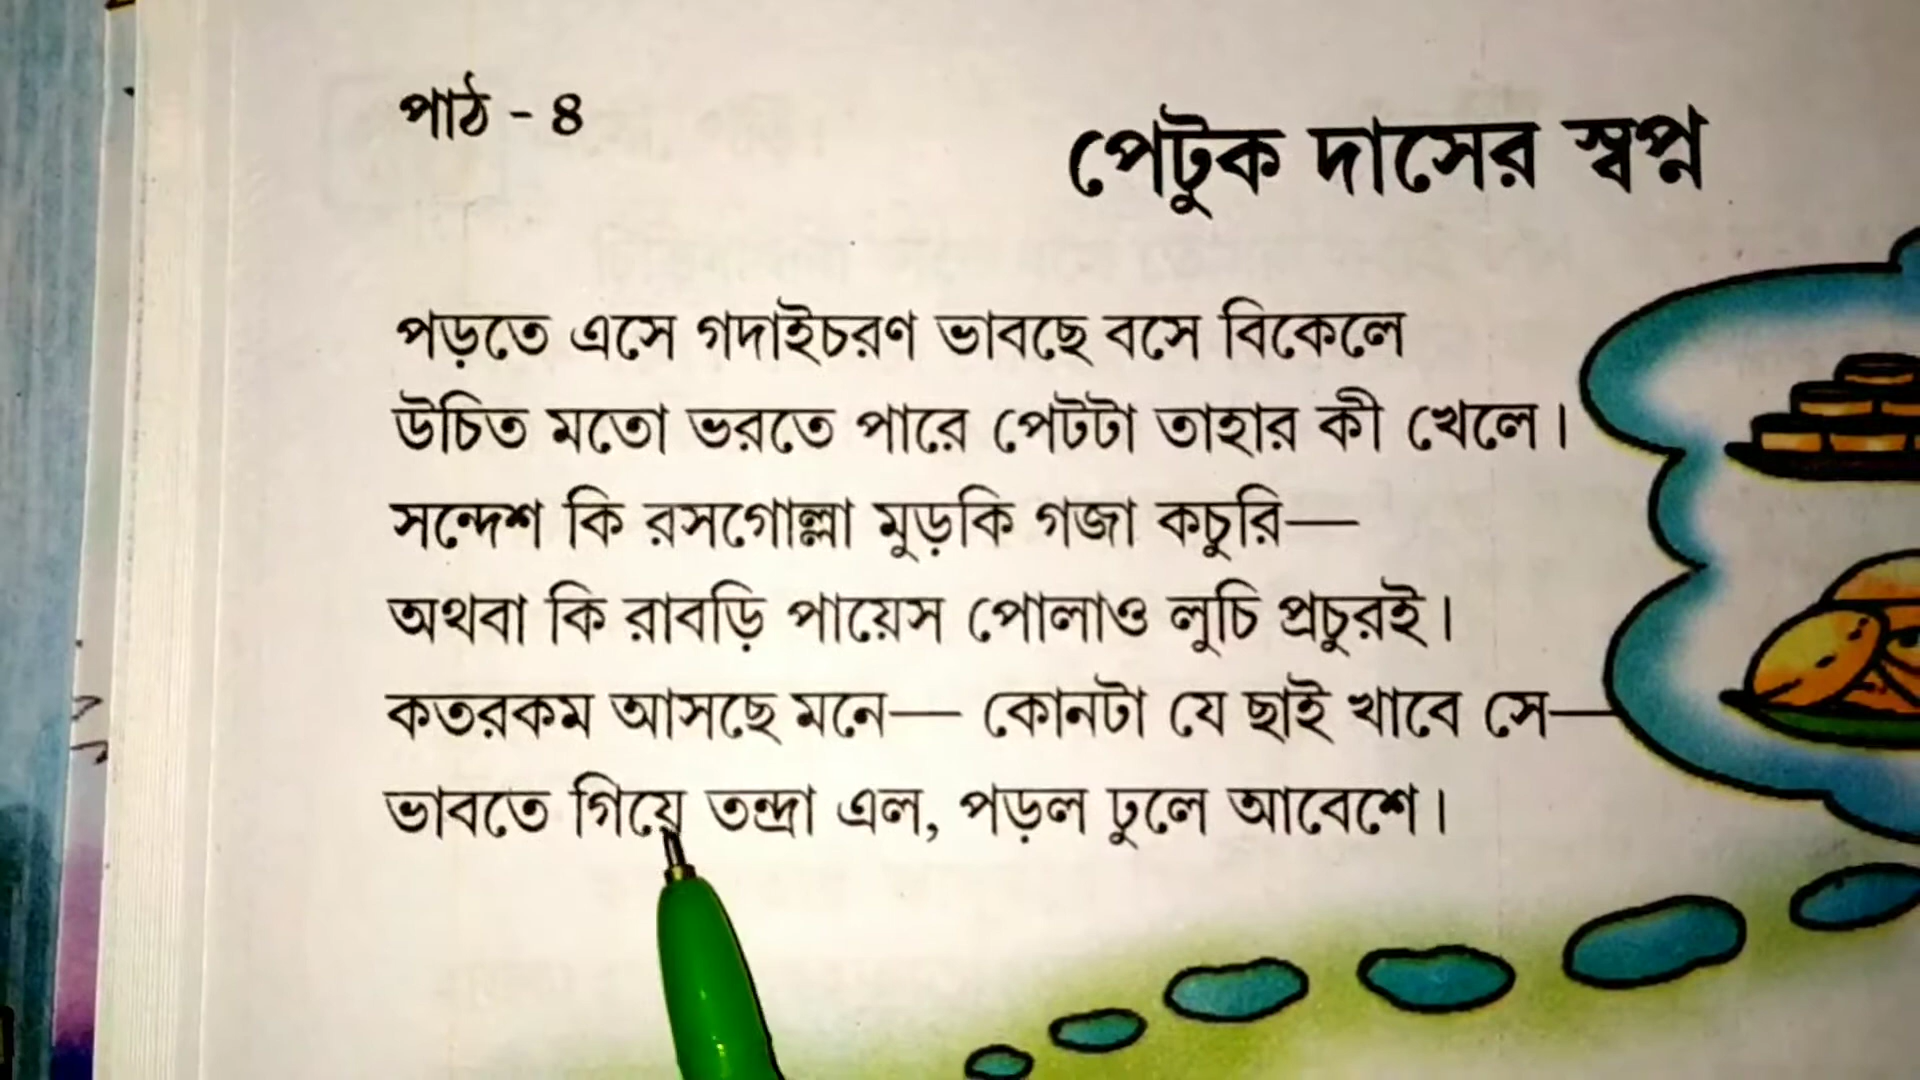 পাঠ - ৪
পেটুক দাসের স্বপ্ন
পড়তে এসে গদাইচরণ ভাবছে বসে বিকেলে
উচিত মতো ভরতে পারে পেটটা তাহার কী খেলে।
সন্দেশ কি রসগোল্লা মুড়কি গজা কচুরি—
অথবা কি রাবড়ি পায়েস পোলাও লুচি প্রচুরই।
কতরকম আসছে মনে— কোনটা যে ছাই খাবে সে—
ভাবতে গিয়ে তন্দ্রা এল, পড়ল ঢুলে আবেশে।